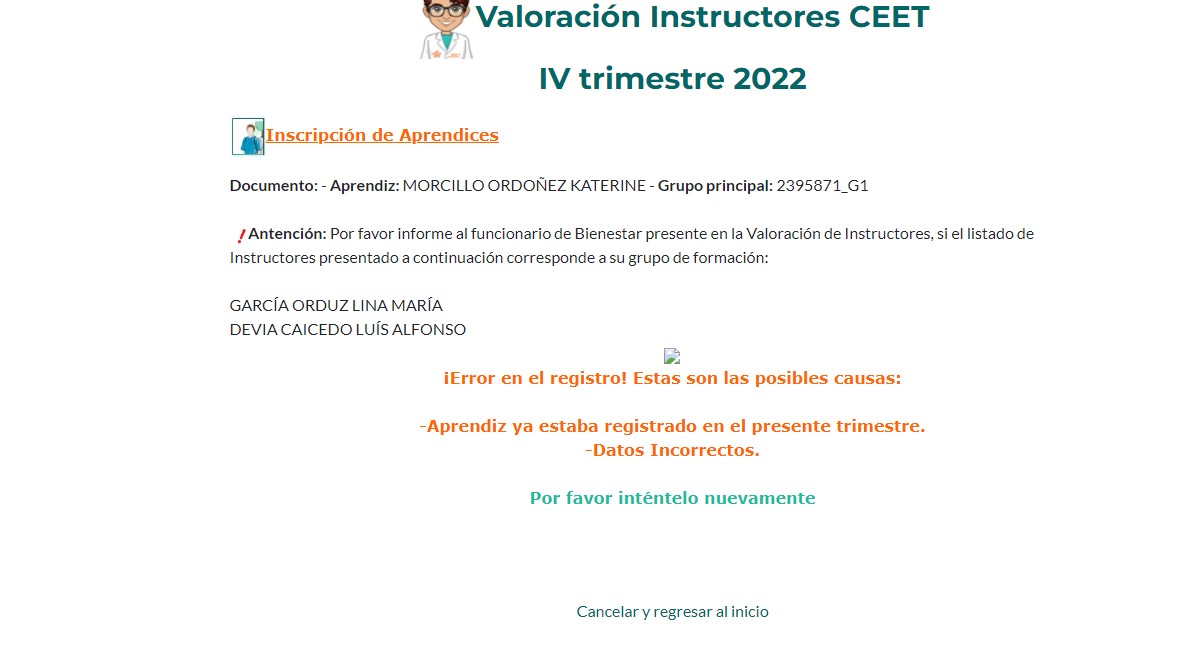 Valoración Instructores CEET
IV trimestre 2022
Inscripción de Aprendices
Documento: - Aprendiz: MORCILLO ORDOÑEZ KATERINE - Grupo principal: 2395871_G1
Antención: Por favor informe al funcionario de Bienestar presente en la Valoración de Instructores, si el listado de
Instructores presentado a continuación corresponde a su grupo de formación:
GARCÍA ORDUZ LINA MARÍA
DEVIA CAICEDO LUÍS ALFONSO
¡Error en el registro! Estas son las posibles causas:
-Aprendiz ya estaba registrado en el presente trimestre.
-Datos Incorrectos.
Por favor inténtelo nuevamente
Cancelar y regresar al inicio